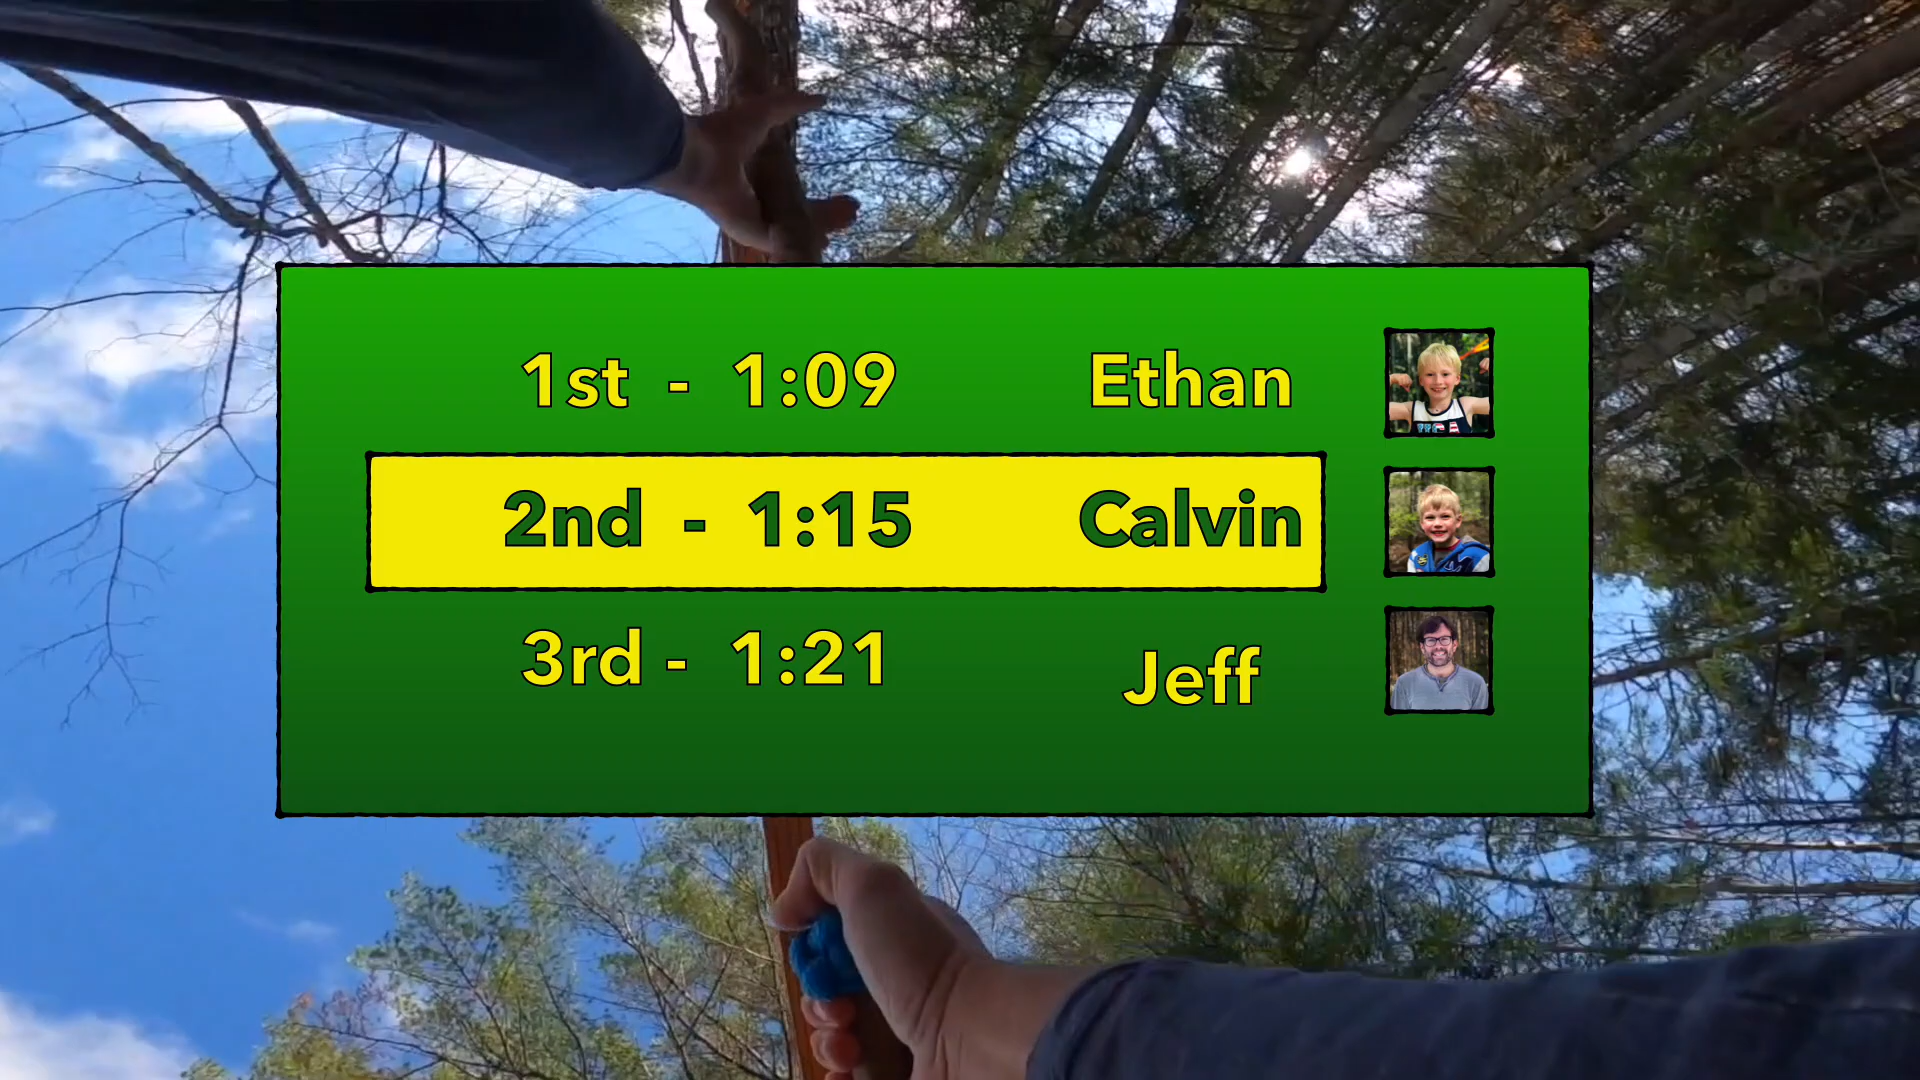 1st - 1:09 Ethan
2nd - 1:15 Calvin
3rd - 1:21 Jeff